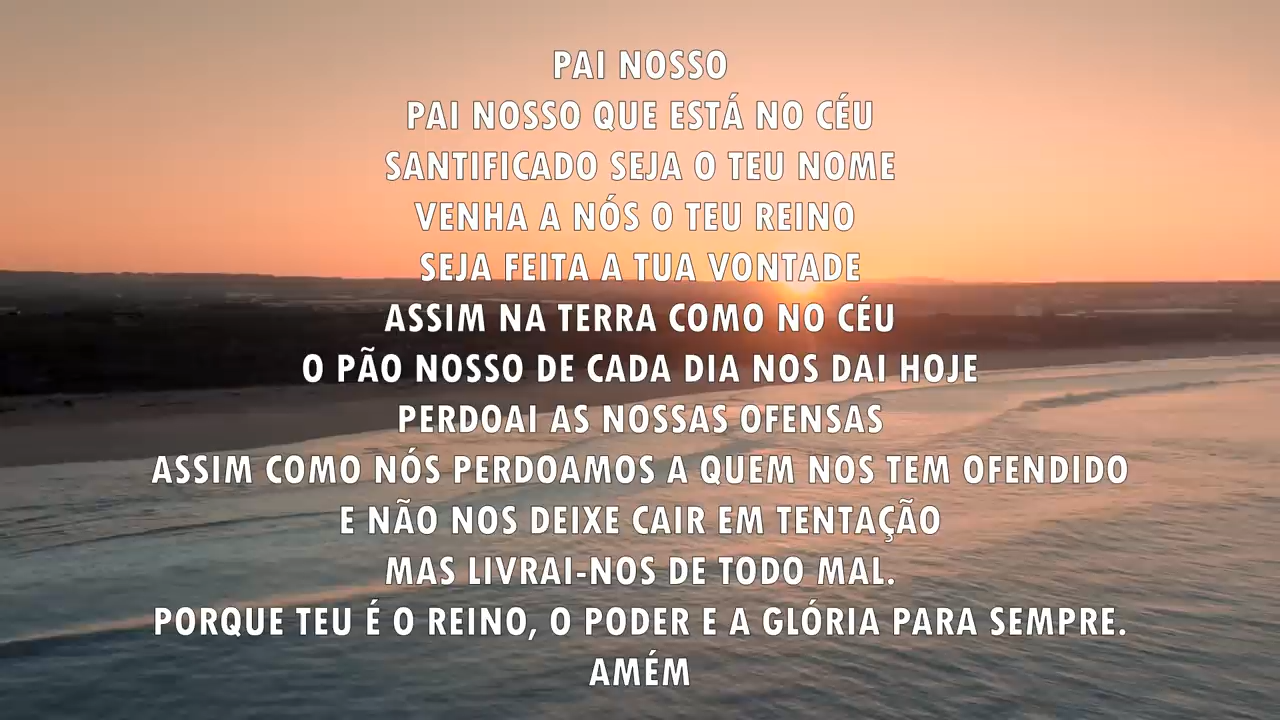 PAI NOSSO
PAI NOSSO QUE ESTÁ NO CÉU
SANTIFICADO SEJA O TEU NOME
VENHA A NÓS O TEU REINO
SEJA FEITA A TUA VONTADE
ASSIM NA TERRA COMO NO CÉU
O PÃO NOSSO DE CADA DIA NOS DAI HOJE
PERDOAI AS NOSSAS OFENSAS
ASSIM COMO NÓS PERDOAMOS A QUEM NOS TEM OFENDIDO
E NÃO NOS DEIXE CAIR EM TENTAÇÃO
MAS LIVRAI-NOS DE TODO MAL.
PORQUE TEU É O REINO, O PODER E A GLÓRIA PARA SEMPRE.
AMÉM